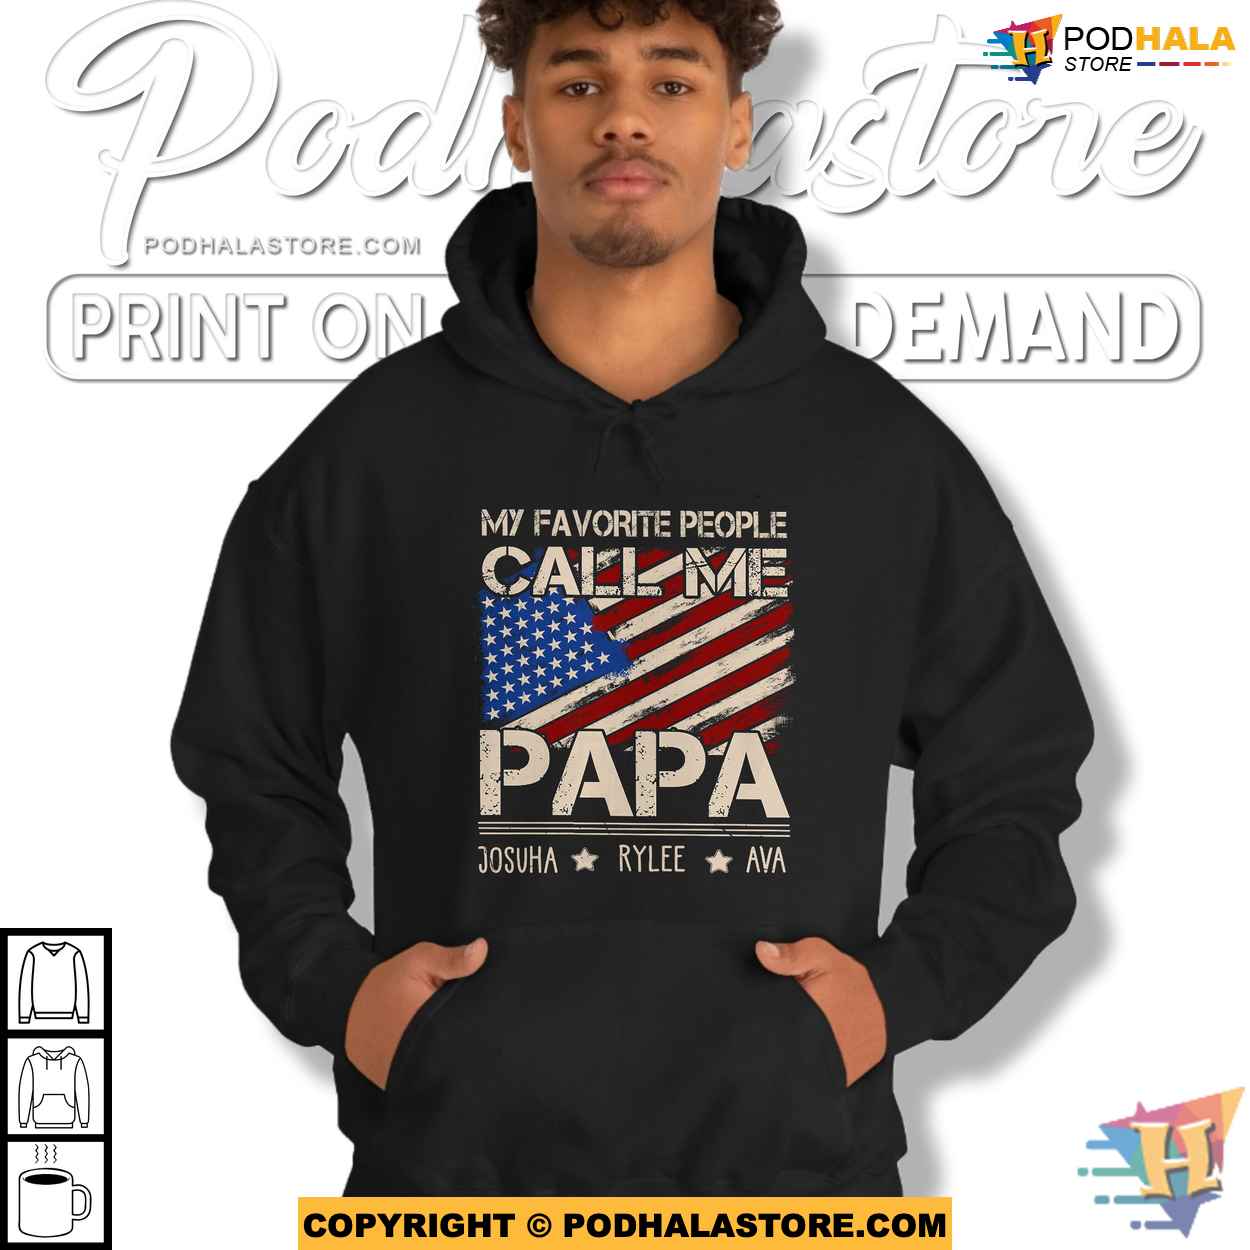 PODHALA
STORE
Podhalastore
PODHALASTORE.COM
PRINT ON DEMAND
MY FAVORITE PEOPLE
CALL ME
PAPA
JOSUHA RYLEE AVA
H
COPYRIGHT © PODHALASTORE.COM